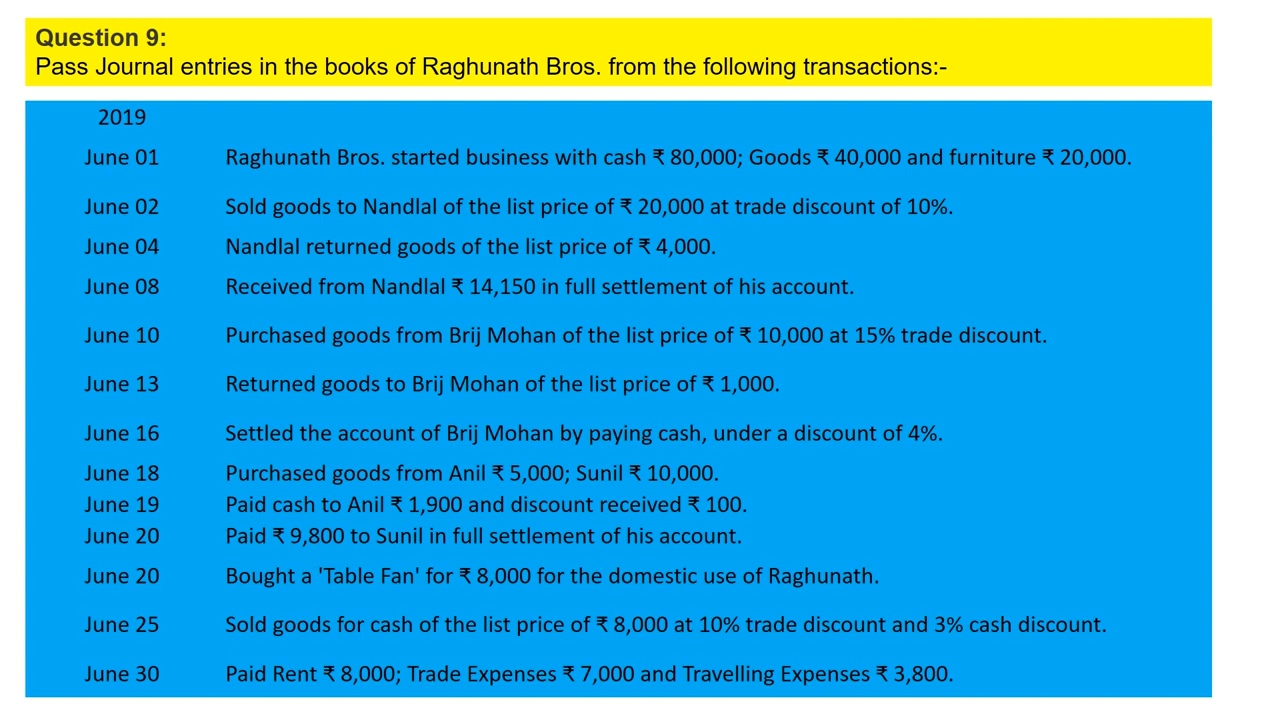 Question 9:
Pass Journal entries in the books of Raghunath Bros. from the following transactions:-
2019
June 01 Raghunath Bros. started business with cash ₹ 80,000; Goods ₹ 40,000 and furniture ₹ 20,000.
June 02 Sold goods to Nandlal of the list price of ₹ 20,000 at trade discount of 10%.
June 04 Nandlal returned goods of the list price of ₹ 4,000.
June 08 Received from Nandlal ₹ 14,150 in full settlement of his account.
June 10 Purchased goods from Brij Mohan of the list price of ₹ 10,000 at 15% trade discount.
June 13 Returned goods to Brij Mohan of the list price of ₹ 1,000.
June 16 Settled the account of Brij Mohan by paying cash, under a discount of 4%.
June 18 Purchased goods from Anil ₹ 5,000; Sunil ₹ 10,000.
June 19 Paid cash to Anil ₹ 1,900 and discount received ₹ 100.
June 20 Paid ₹ 9,800 to Sunil in full settlement of his account.
June 20 Bought a 'Table Fan' for ₹ 8,000 for the domestic use of Raghunath.
June 25 Sold goods for cash of the list price of ₹ 8,000 at 10% trade discount and 3% cash discount.
June 30 Paid Rent ₹ 8,000; Trade Expenses ₹ 7,000 and Travelling Expenses ₹ 3,800.